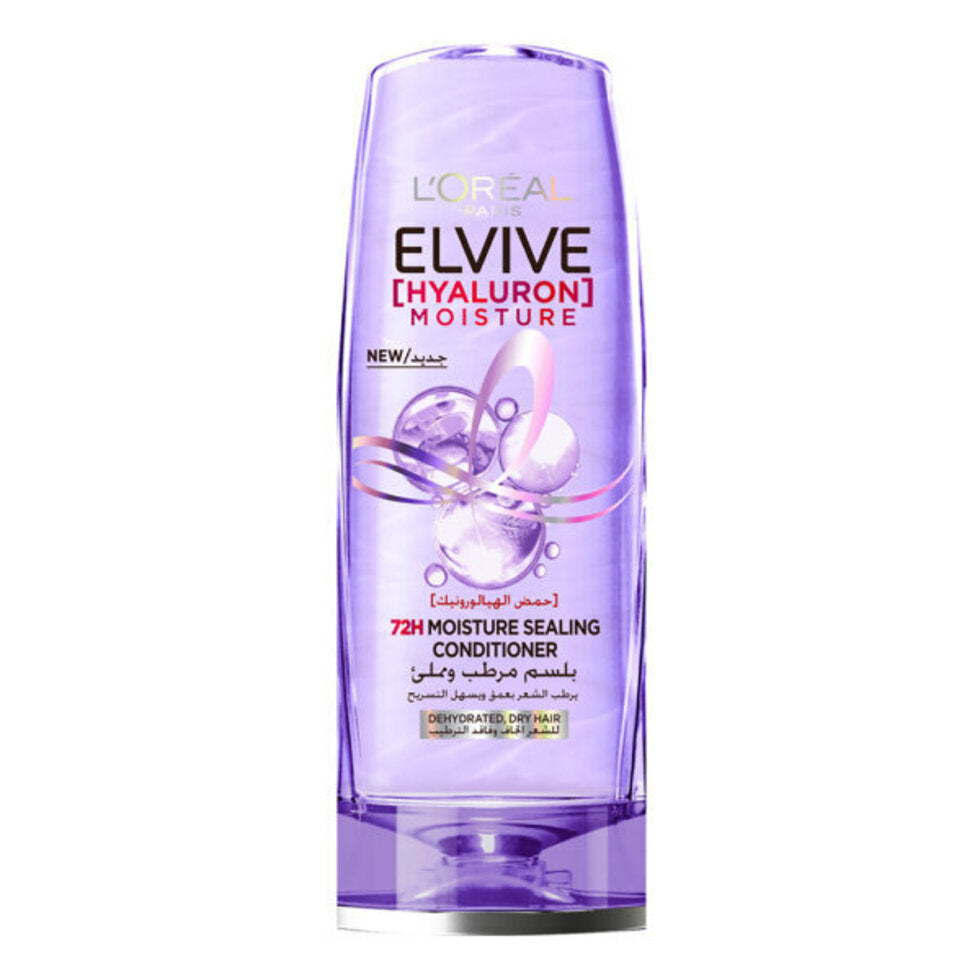 L'ORÉAL
PARIS
ELVIVE
[HYALURON]
MOISTURE
NEW/جديد
[حمض الهيالورونيك]
72H MOISTURE SEALING
CONDITIONER
بلسم مرطب ومملئ
يرطب الشعر بعمق ويسهل التسريح
DEHYDRATED, DRY HAIR
للشعر الجاف وفاقد الترطيب